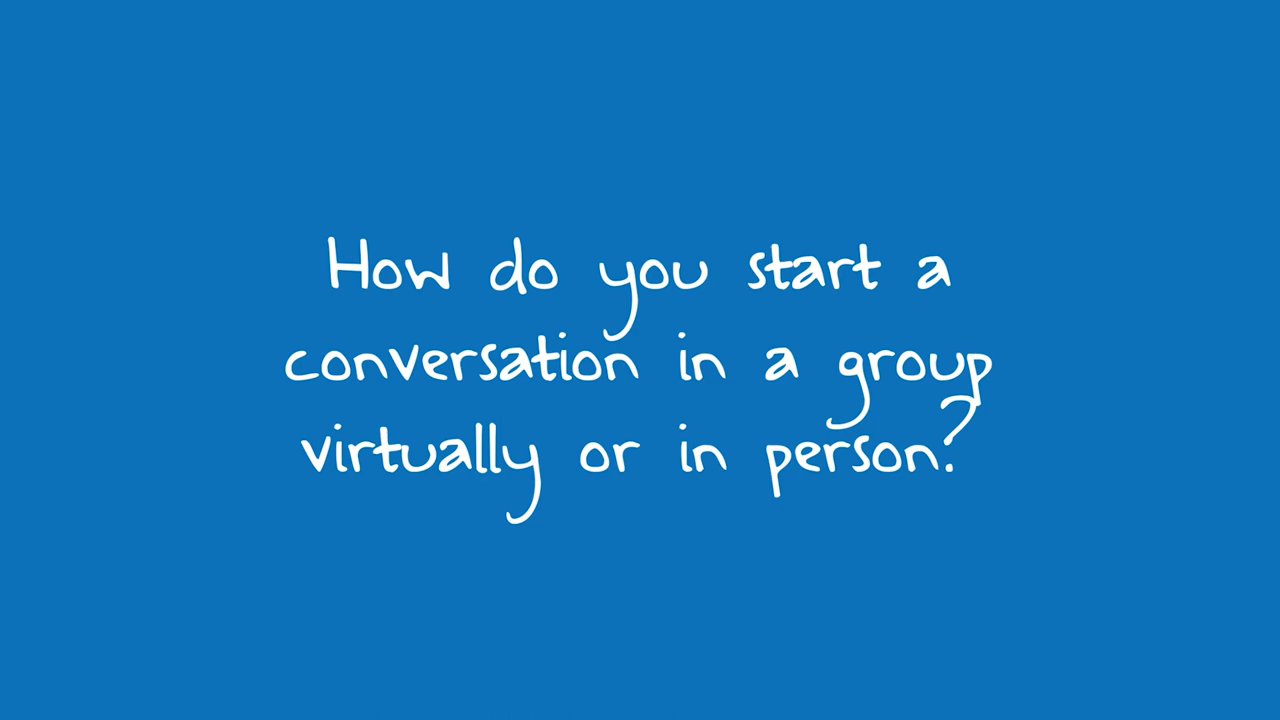 How do you start a
conversation in a group
virtually or in person?